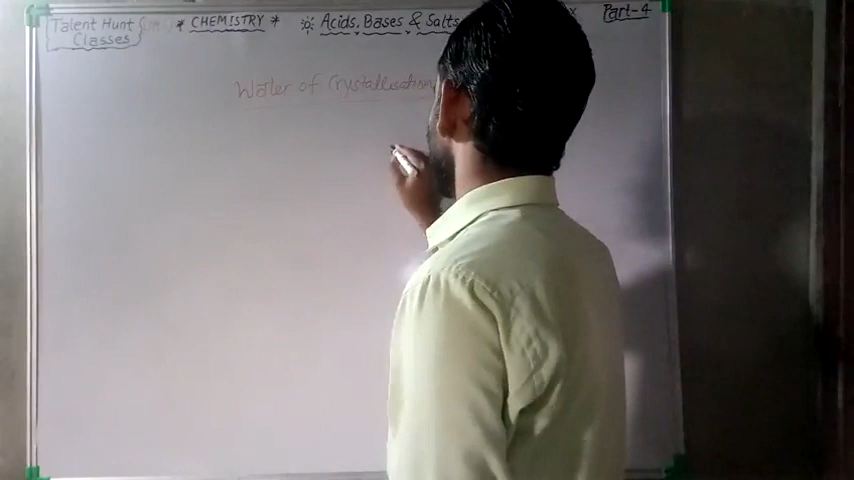 Talent Hunt * CHEMISTRY * Acids, Bases & Salts Part-4
Classes
Water of Crystallisation